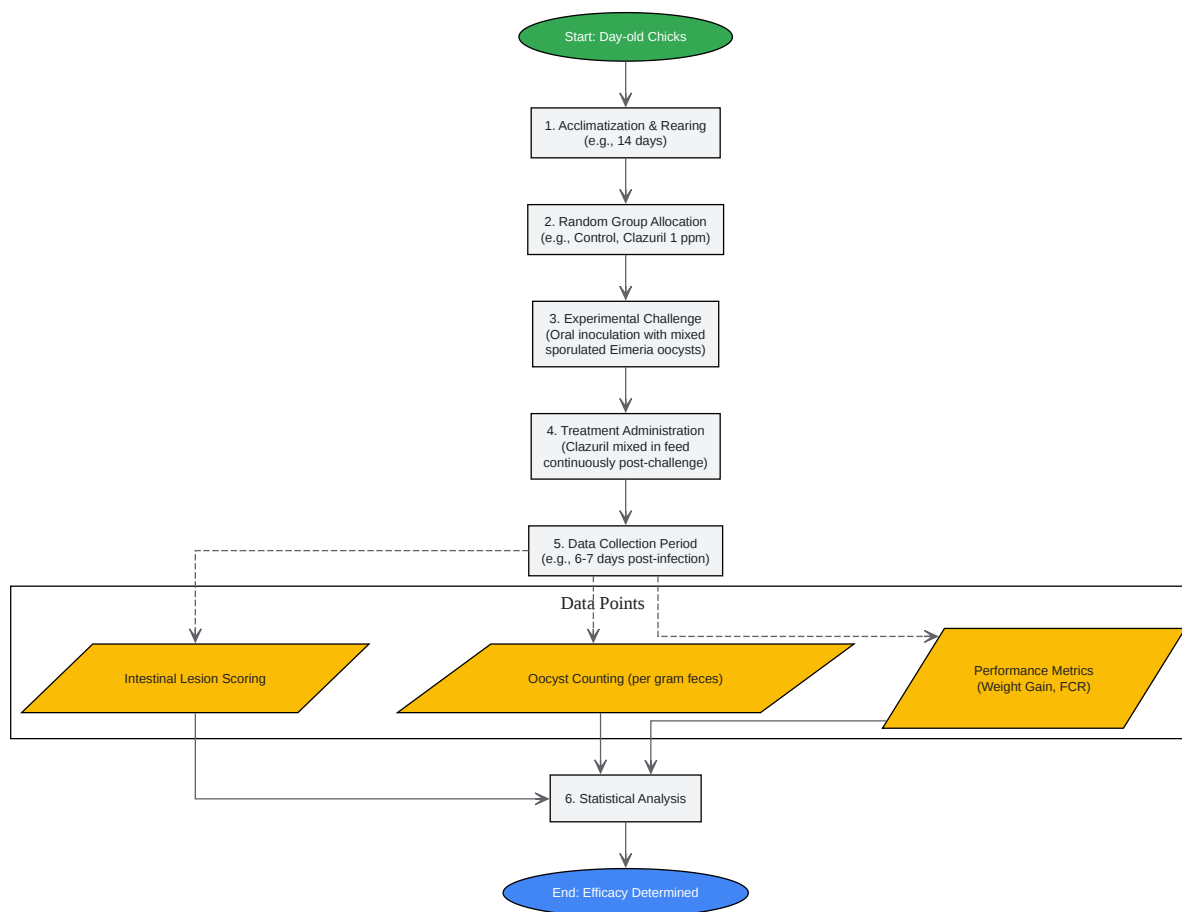 Start: Day-old Chicks
1. Acclimatization & Rearing
(e.g., 14 days)
2. Random Group Allocation
(e.g., Control, Clazuril 1 ppm)
3. Experimental Challenge
(Oral inoculation with mixed
sporulated Eimeria oocysts)
4. Treatment Administration
(Clazuril mixed in feed
continuously post-challenge)
5. Data Collection Period
(e.g., 6-7 days post-infection)
Data Points
Intestinal Lesion Scoring
Oocyst Counting (per gram feces)
Performance Metrics
(Weight Gain, FCR)
6. Statistical Analysis
End: Efficacy Determined